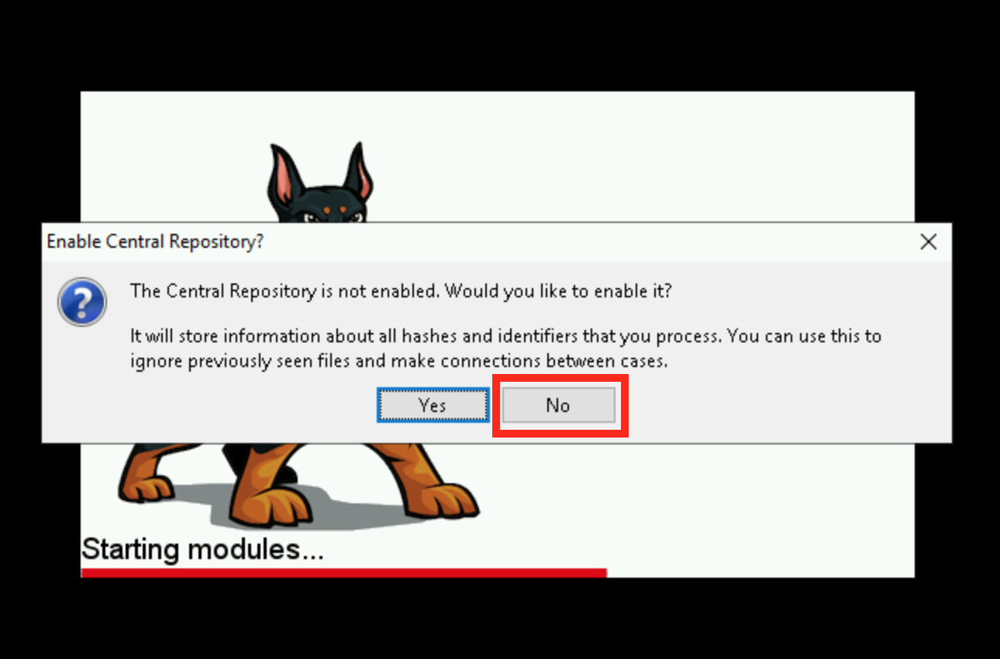 Enable Central Repository?
The Central Repository is not enabled. Would you like to enable it?
It will store information about all hashes and identifiers that you process. You can use this to
ignore previously seen files and make connections between cases.
Yes
No
Starting modules...